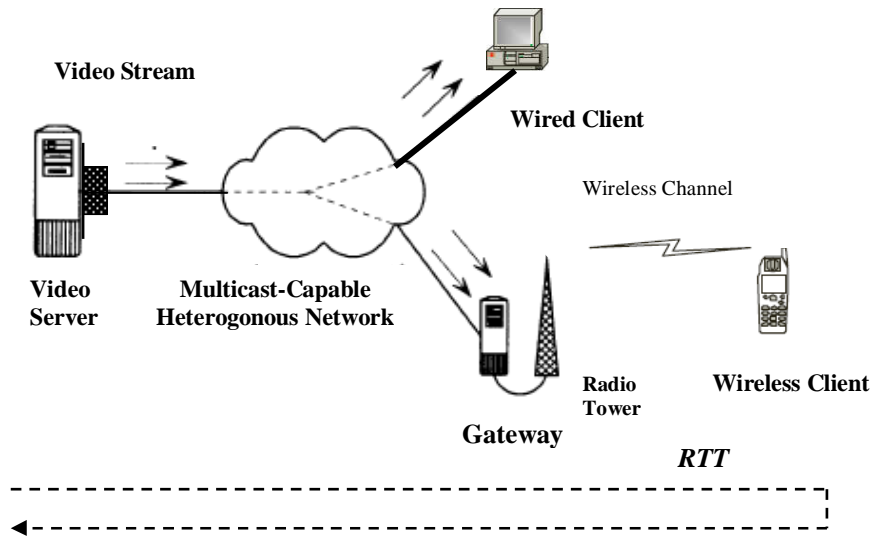 Video Stream
Wired Client
Wireless Channel
Video
Server
Multicast-Capable
Heterogonous Network
Radio
Tower
Wireless Client
Gateway
RTT